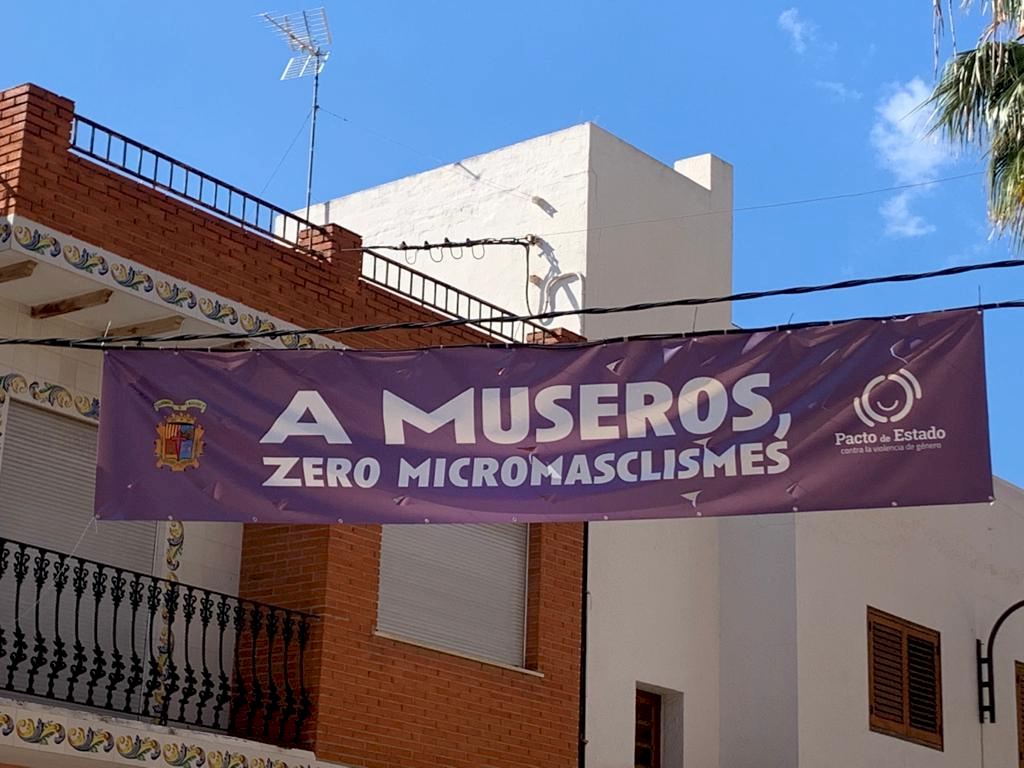 A MUSEROS,
ZERO MICROMASCLISMES
Pacto de Estado
contra la violencia de género